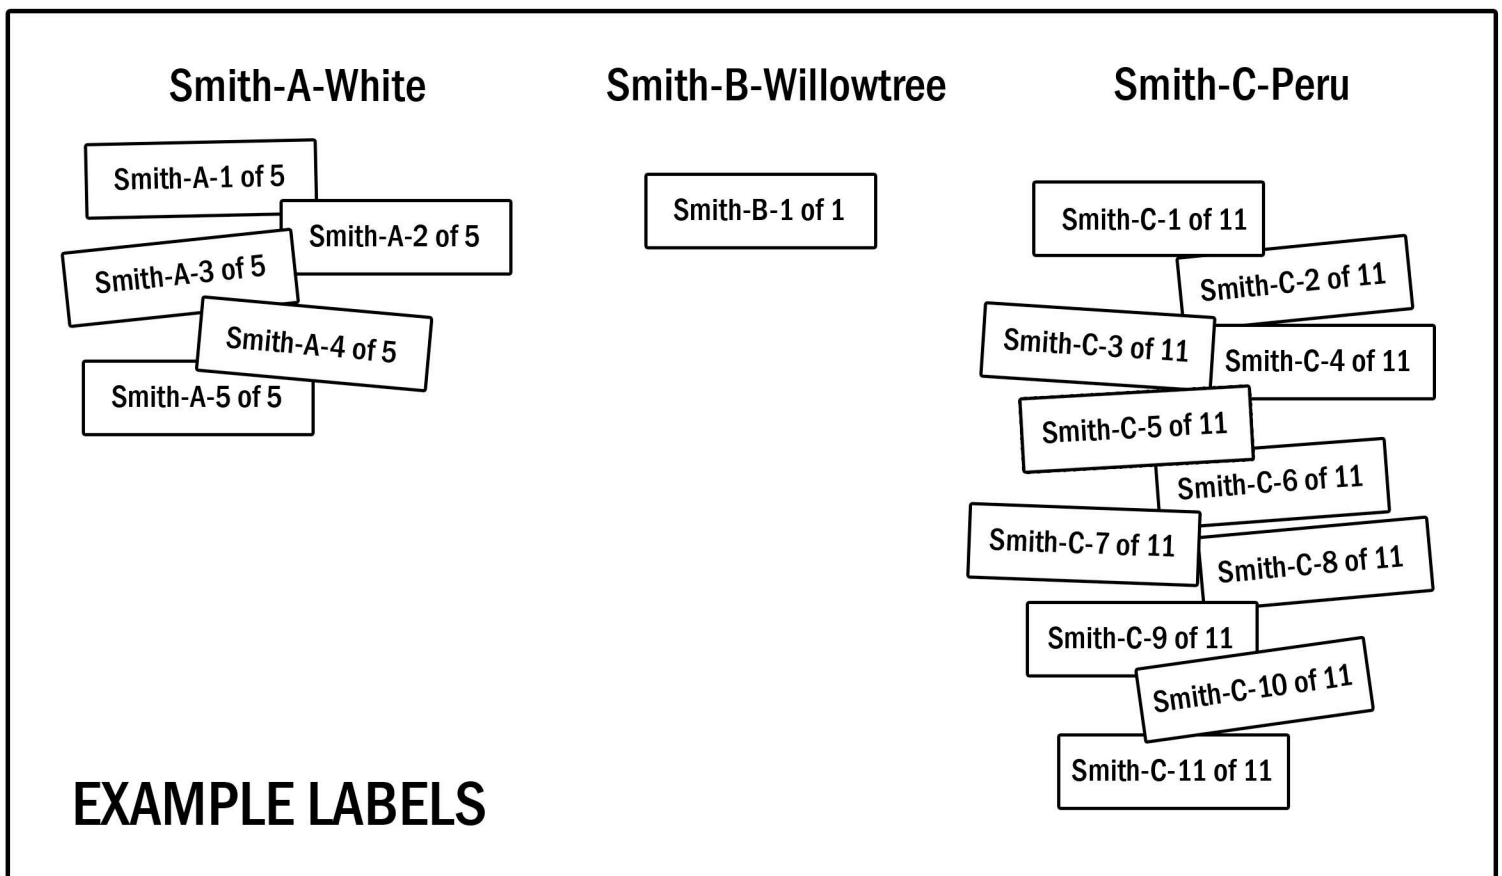 Smith-A-White
Smith-A-1 of 5
Smith-A-2 of 5
Smith-A-3 of 5
Smith-A-4 of 5
Smith-A-5 of 5
Smith-B-Willowtree
Smith-B-1 of 1
Smith-C-Peru
Smith-C-1 of 11
Smith-C-2 of 11
Smith-C-3 of 11
Smith-C-4 of 11
Smith-C-5 of 11
Smith-C-6 of 11
Smith-C-7 of 11
Smith-C-8 of 11
Smith-C-9 of 11
Smith-C-10 of 11
Smith-C-11 of 11
EXAMPLE LABELS